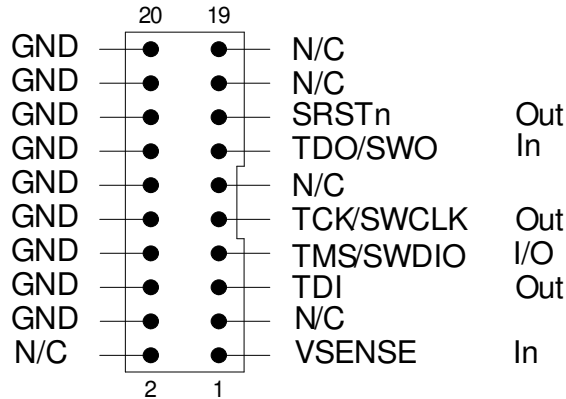 20 19
GND N/C
GND N/C
GND SRSTn Out
GND TDO/SWO In
GND N/C
GND TCK/SWCLK Out
GND TMS/SWDIO I/O
GND TDI Out
GND N/C
N/C VSENSE In
2 1